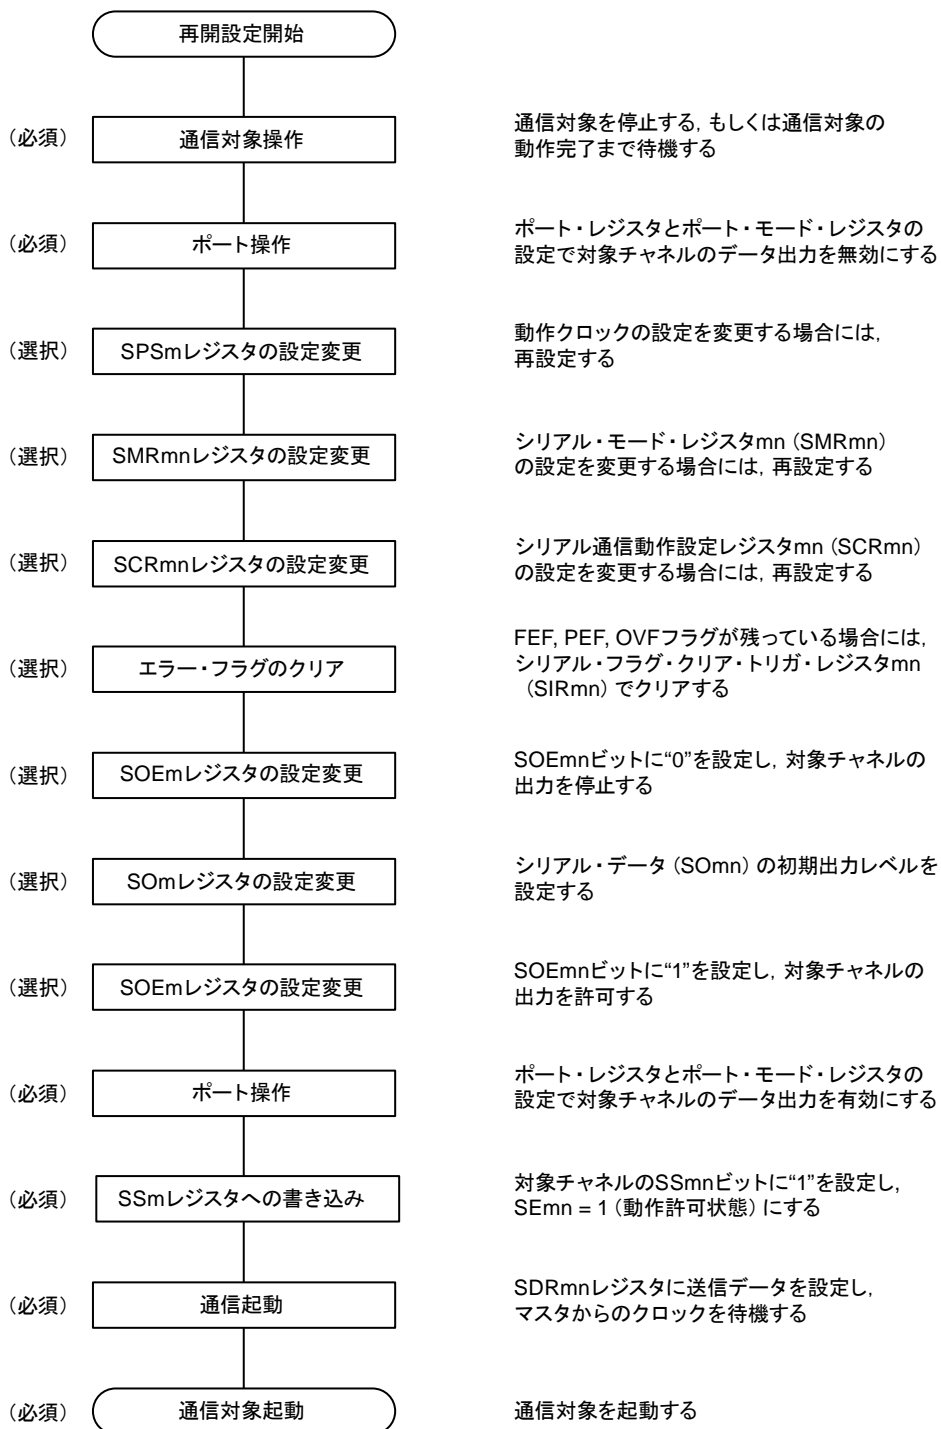 再開設定開始
（必須）
通信対象操作
通信対象を停止する，もしくは通信対象の
動作完了まで待機する
（必須）
ポート操作
ポート・レジスタとポート・モード・レジスタの
設定で対象チャネルのデータ出力を無効にする
（選択）
SPSmレジスタの設定変更
動作クロックの設定を変更する場合には，
再設定する
（選択）
SMRmnレジスタの設定変更
シリアル・モード・レジスタmn（SMRmn）
の設定を変更する場合には，再設定する
（選択）
SCRmnレジスタの設定変更
シリアル通信動作設定レジスタmn（SCRmn）
の設定を変更する場合には，再設定する
（選択）
エラー・フラグのクリア
FEF, PEF, OVFフラグが残っている場合には，
シリアル・フラグ・クリア・トリガ・レジスタmn
（SIRmn）でクリアする
（選択）
SOEmレジスタの設定変更
SOEmnビットに“0”を設定し，対象チャネルの
出力を停止する
（選択）
SOmレジスタの設定変更
シリアル・データ（SOmn）の初期出力レベルを
設定する
（選択）
SOEmレジスタの設定変更
SOEmnビットに“1”を設定し，対象チャネルの
出力を許可する
（必須）
ポート操作
ポート・レジスタとポート・モード・レジスタの
設定で対象チャネルのデータ出力を有効にする
（必須）
SSmレジスタへの書き込み
対象チャネルのSSmnビットに“1”を設定し，
SEmn = 1（動作許可状態）にする
（必須）
通信起動
SDRmnレジスタに送信データを設定し，
マスタからのクロックを待機する
（必須）
通信対象起動
通信対象を起動する